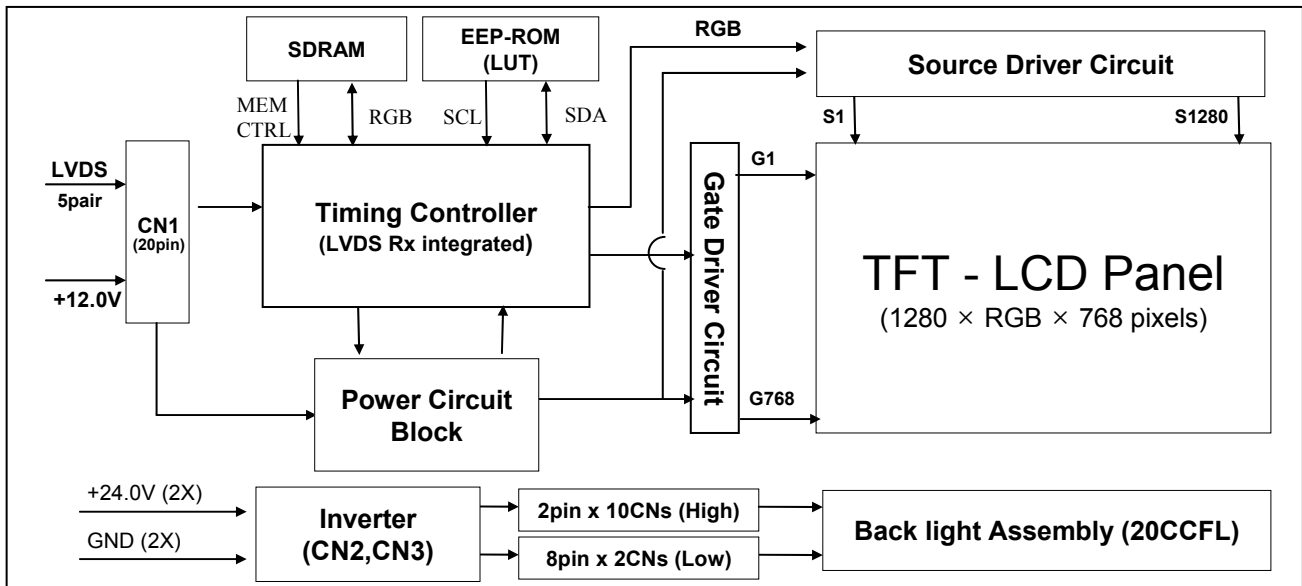 SDRAM
EEP-ROM
(LUT)
RGB
Source Driver Circuit
MEM
CTRL
RGB
SCL
SDA
S1
S1280
LVDS
5pair
CN1
(20pin)
+12.0V
Timing Controller
(LVDS Rx integrated)
Gate Driver Circuit
G1
G768
TFT - LCD Panel
(1280 × RGB × 768 pixels)
Power Circuit
Block
+24.0V (2X)
GND (2X)
Inverter
(CN2,CN3)
2pin x 10CNs (High)
8pin x 2CNs (Low)
Back light Assembly (20CCFL)